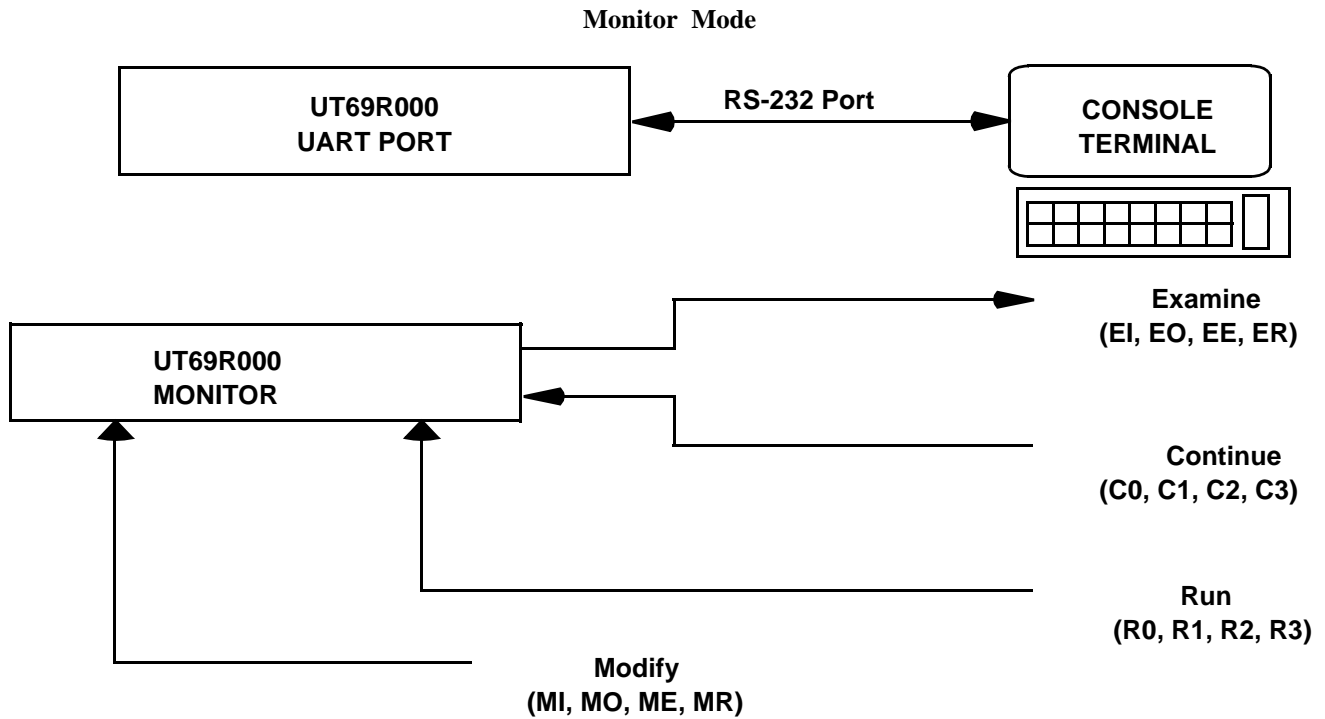 Monitor Mode
UT69R000
UART PORT
RS-232 Port
CONSOLE
TERMINAL
Examine
(EI, EO, EE, ER)
UT69R000
MONITOR
Continue
(C0, C1, C2, C3)
Run
(R0, R1, R2, R3)
Modify
(MI, MO, ME, MR)